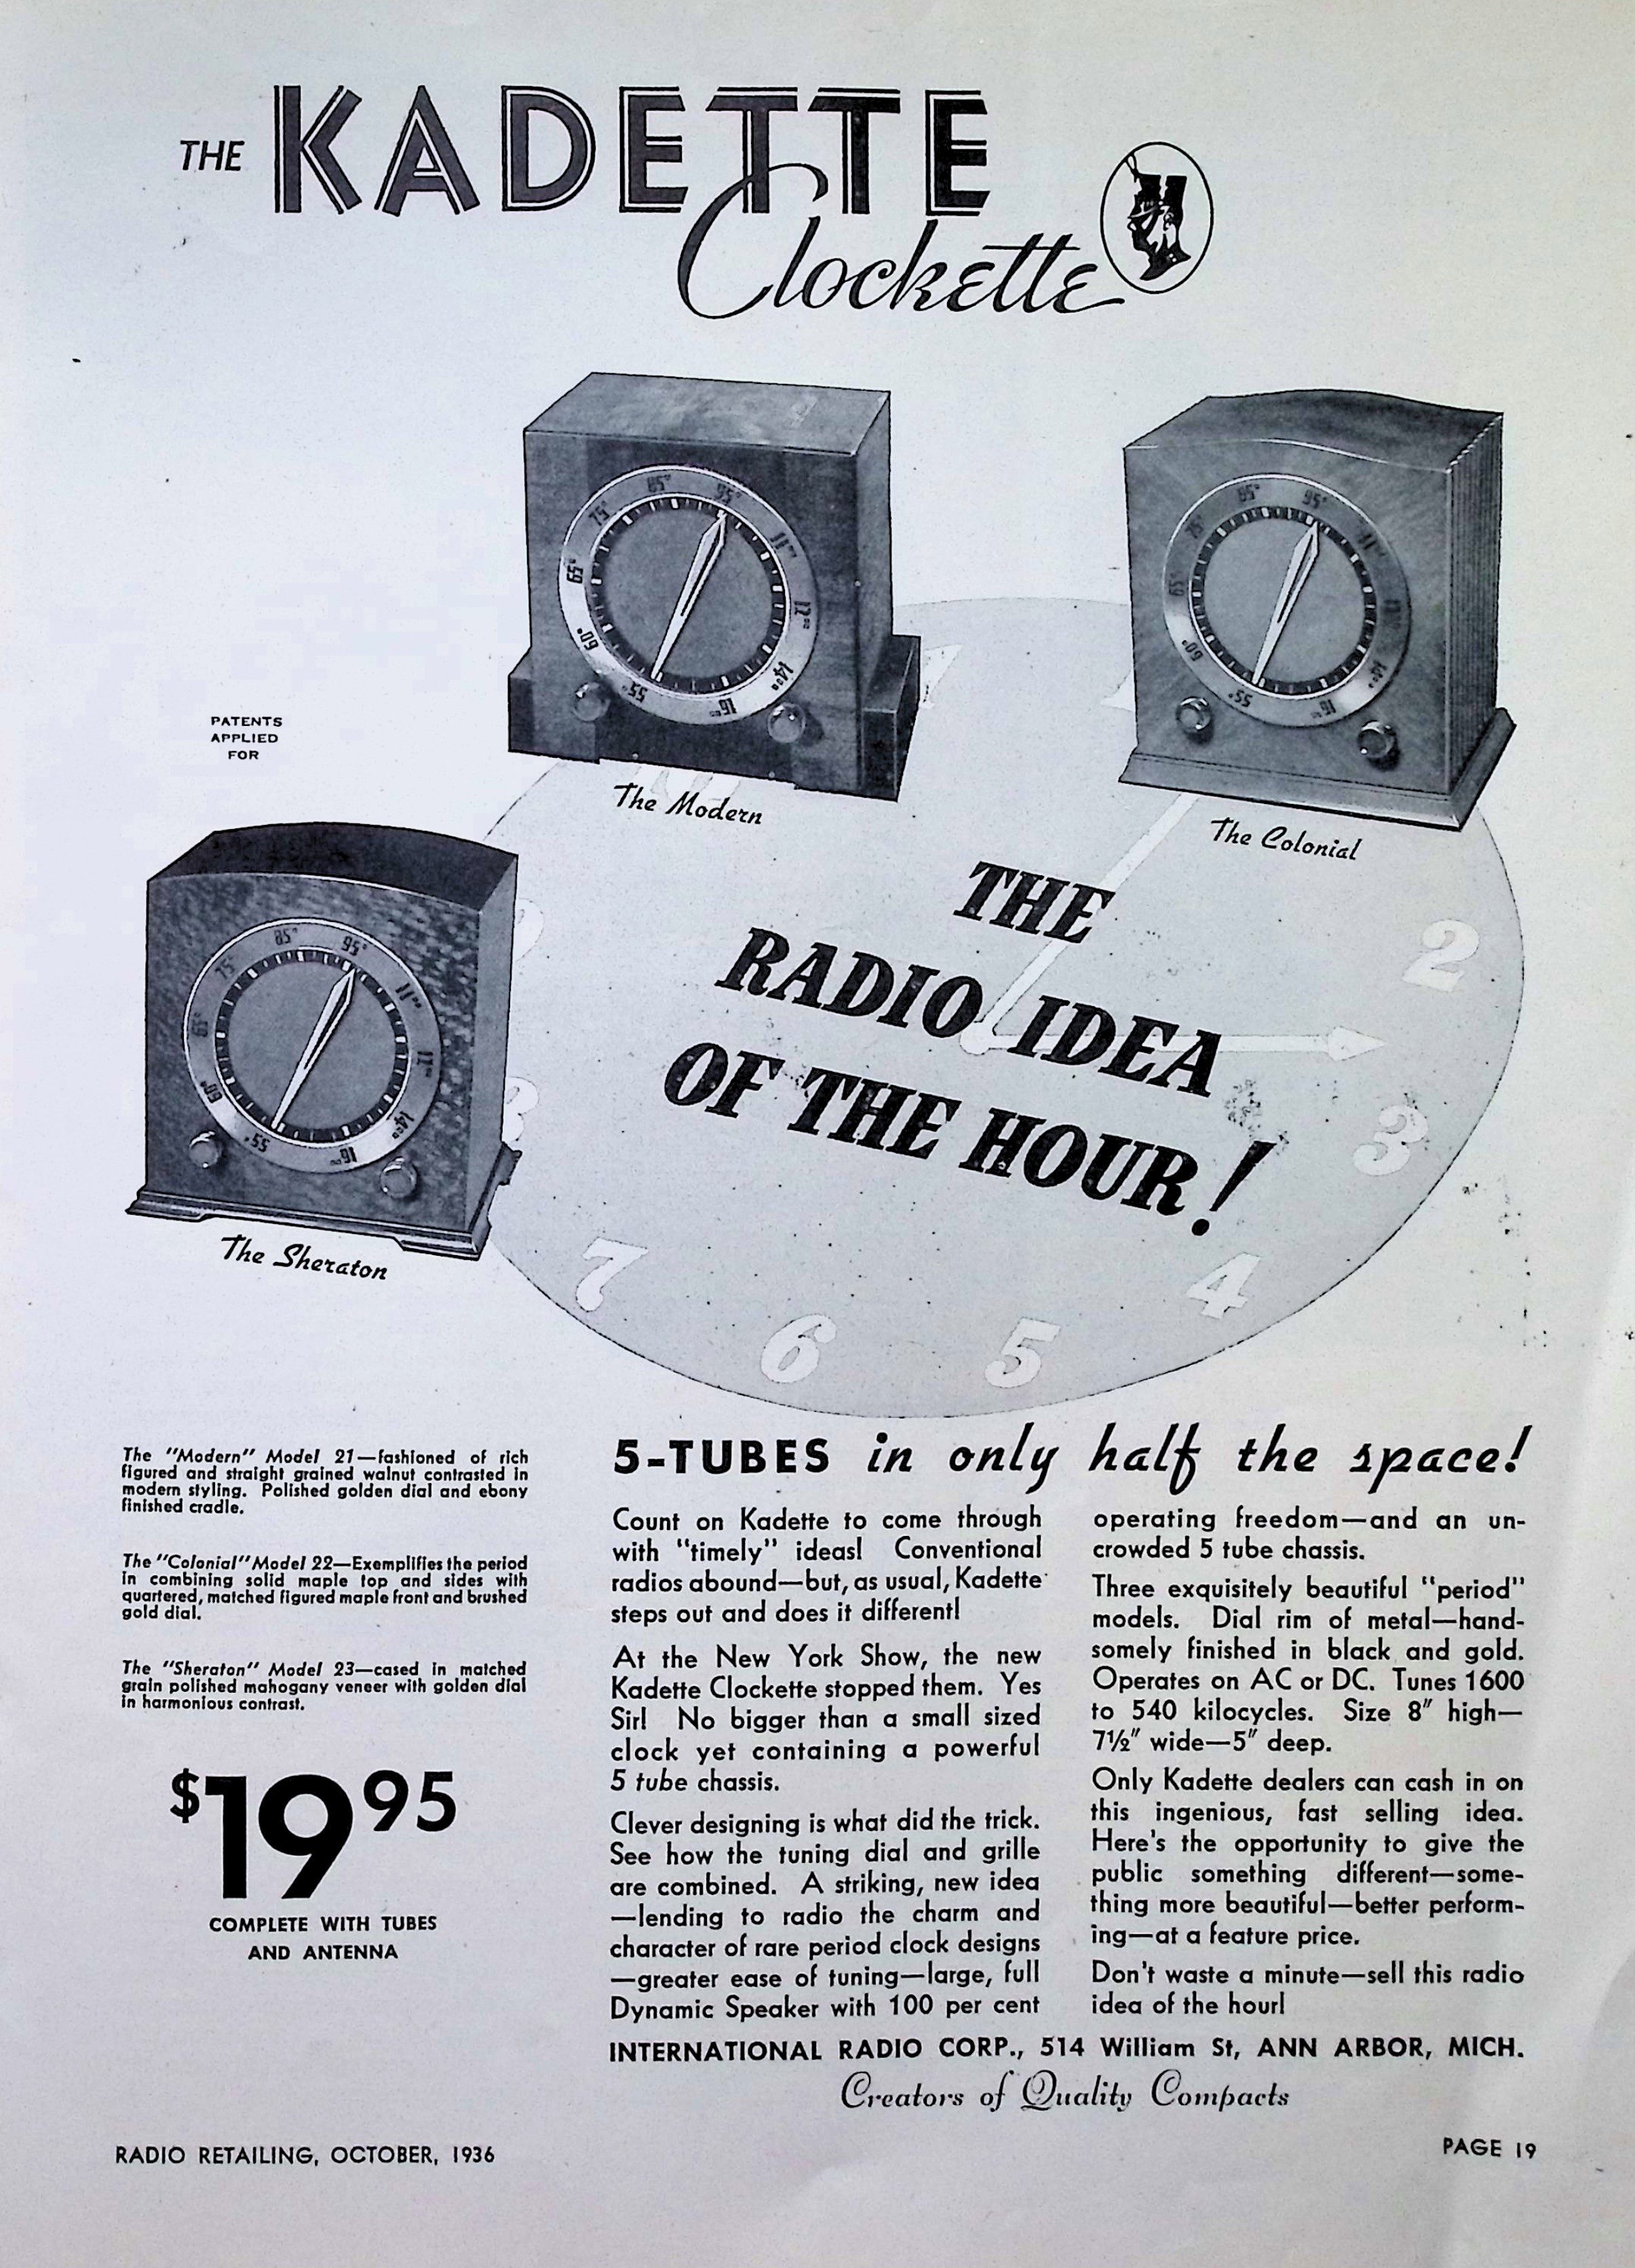 THE KADETTE
Clockette
PATENTS
APPLIED
FOR
The Modern
The Colonial
The Sheraton
THE
RADIO IDEA
OF THE HOUR!
2
3
4
5
6
7
The "Modern" Model 21—fashioned of rich
figured and straight grained walnut contrasted in
modern styling. Polished golden dial and ebony
finished cradle.
The "Colonial" Model 22—Exemplifies the period
in combining solid maple top and sides with
quartered, matched figured maple front and brushed
gold dial.
The "Sheraton" Model 23—cased in matched
grain polished mahogany veneer with golden dial
in harmonious contrast.
$19 95
COMPLETE WITH TUBES
AND ANTENNA
5-TUBES in only half the space!
Count on Kadette to come through
with "timely" ideas! Conventional
radios abound—but, as usual, Kadette
steps out and does it different!
At the New York Show, the new
Kadette Clockette stopped them. Yes
Sir! No bigger than a small sized
clock yet containing a powerful
5 tube chassis.
Clever designing is what did the trick.
See how the tuning dial and grille
are combined. A striking, new idea
—lending to radio the charm and
character of rare period clock designs
—greater ease of tuning—large, full
Dynamic Speaker with 100 per cent
operating freedom—and an un-
crowded 5 tube chassis.
Three exquisitely beautiful "period"
models. Dial rim of metal—hand-
somely finished in black and gold.
Operates on AC or DC. Tunes 1600
to 540 kilocycles. Size 8" high—
7½" wide—5" deep.
Only Kadette dealers can cash in on
this ingenious, fast selling idea.
Here's the opportunity to give the
public something different—some-
thing more beautiful—better perform-
ing—at a feature price.
Don't waste a minute—sell this radio
idea of the hour!
INTERNATIONAL RADIO CORP., 514 William St, ANN ARBOR, MICH.
Creators of Quality Compacts
RADIO RETAILING, OCTOBER, 1936
PAGE 19